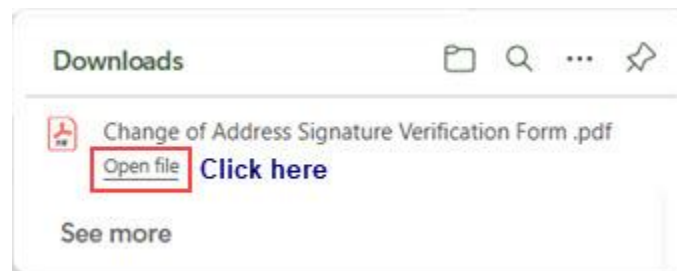 Downloads
Change of Address Signature Verification Form .pdf
Open file Click here
See more